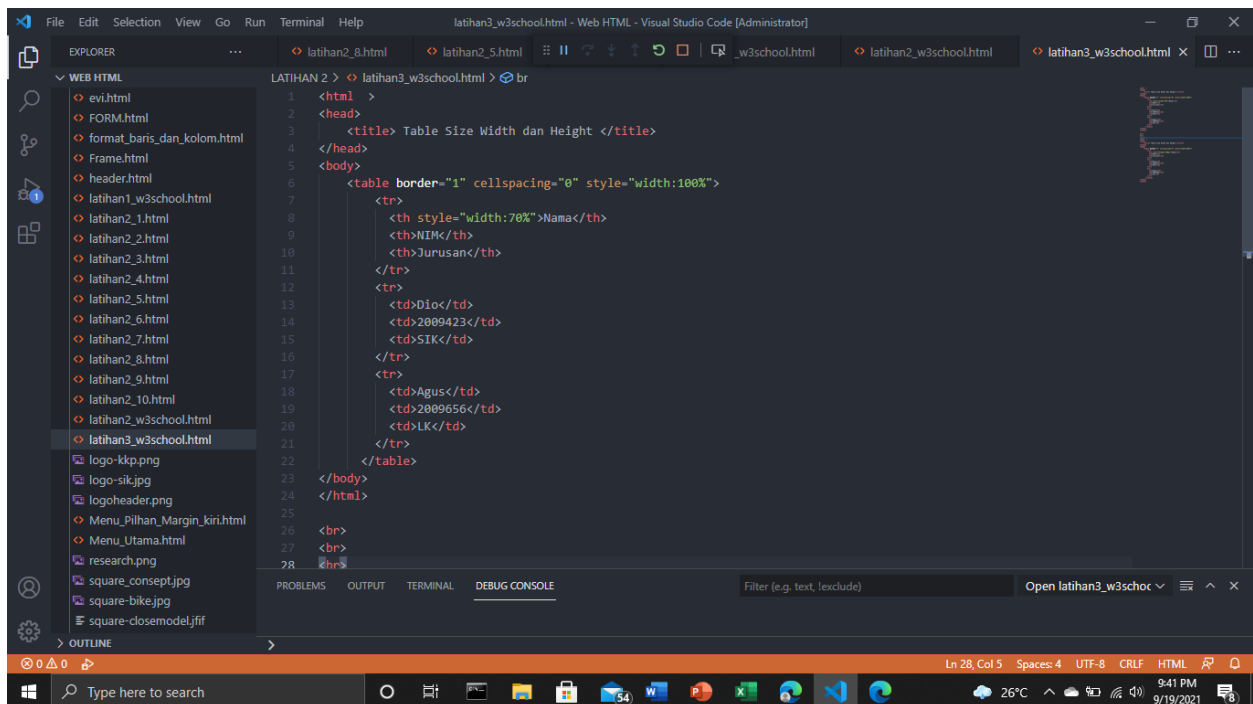 File Edit Selection View Go Run Terminal Help latihan3_w3school.html - Web HTML - Visual Studio Code [Administrator]
EXPLORER ... latihan2_8.html latihan2_5.html _w3school.html latihan2_w3school.html latihan3_w3school.html
WEB HTML
LATIHAN 2 > latihan3_w3school.html > br
evi.html
FORM.html
format_baris_dan_kolom.html
Frame.html
header.html
latihan1_w3school.html
latihan2_1.html
latihan2_2.html
latihan2_3.html
latihan2_4.html
latihan2_5.html
latihan2_6.html
latihan2_7.html
latihan2_8.html
latihan2_9.html
latihan2_10.html
latihan2_w3school.html
latihan3_w3school.html
logo-kkp.png
logo-sik.jpg
logoheader.png
Menu_Pilhan_Margin_kiri.html
Menu_Utama.html
research.png
square_consept.jpg
square-bike.jpg
square-closemodel.jfif
OUTLINE
1 <html >
2 <head>
3 <title> Table Size Width dan Height </title>
4 </head>
5 <body>
6 <table border="1" cellspacing="0" style="width:100%">
7 <tr>
8 <th style="width:70%">Nama</th>
9 <th>NIM</th>
10 <th>Jurusan</th>
11 </tr>
12 <tr>
13 <td>Dio</td>
14 <td>2009423</td>
15 <td>SIK</td>
16 </tr>
17 <tr>
18 <td>Agus</td>
19 <td>2009656</td>
20 <td>LK</td>
21 </tr>
22 </table>
23 </body>
24 </html>
25
26 <br>
27 <br>
28 <br>
PROBLEMS OUTPUT TERMINAL DEBUG CONSOLE Filter (e.g. text, !exclude) Open latihan3_w3schoc
1
0 0 Ln 28, Col 5 Spaces: 4 UTF-8 CRLF HTML
Type here to search 54 26°C 9:41 PM
9/19/2021 8